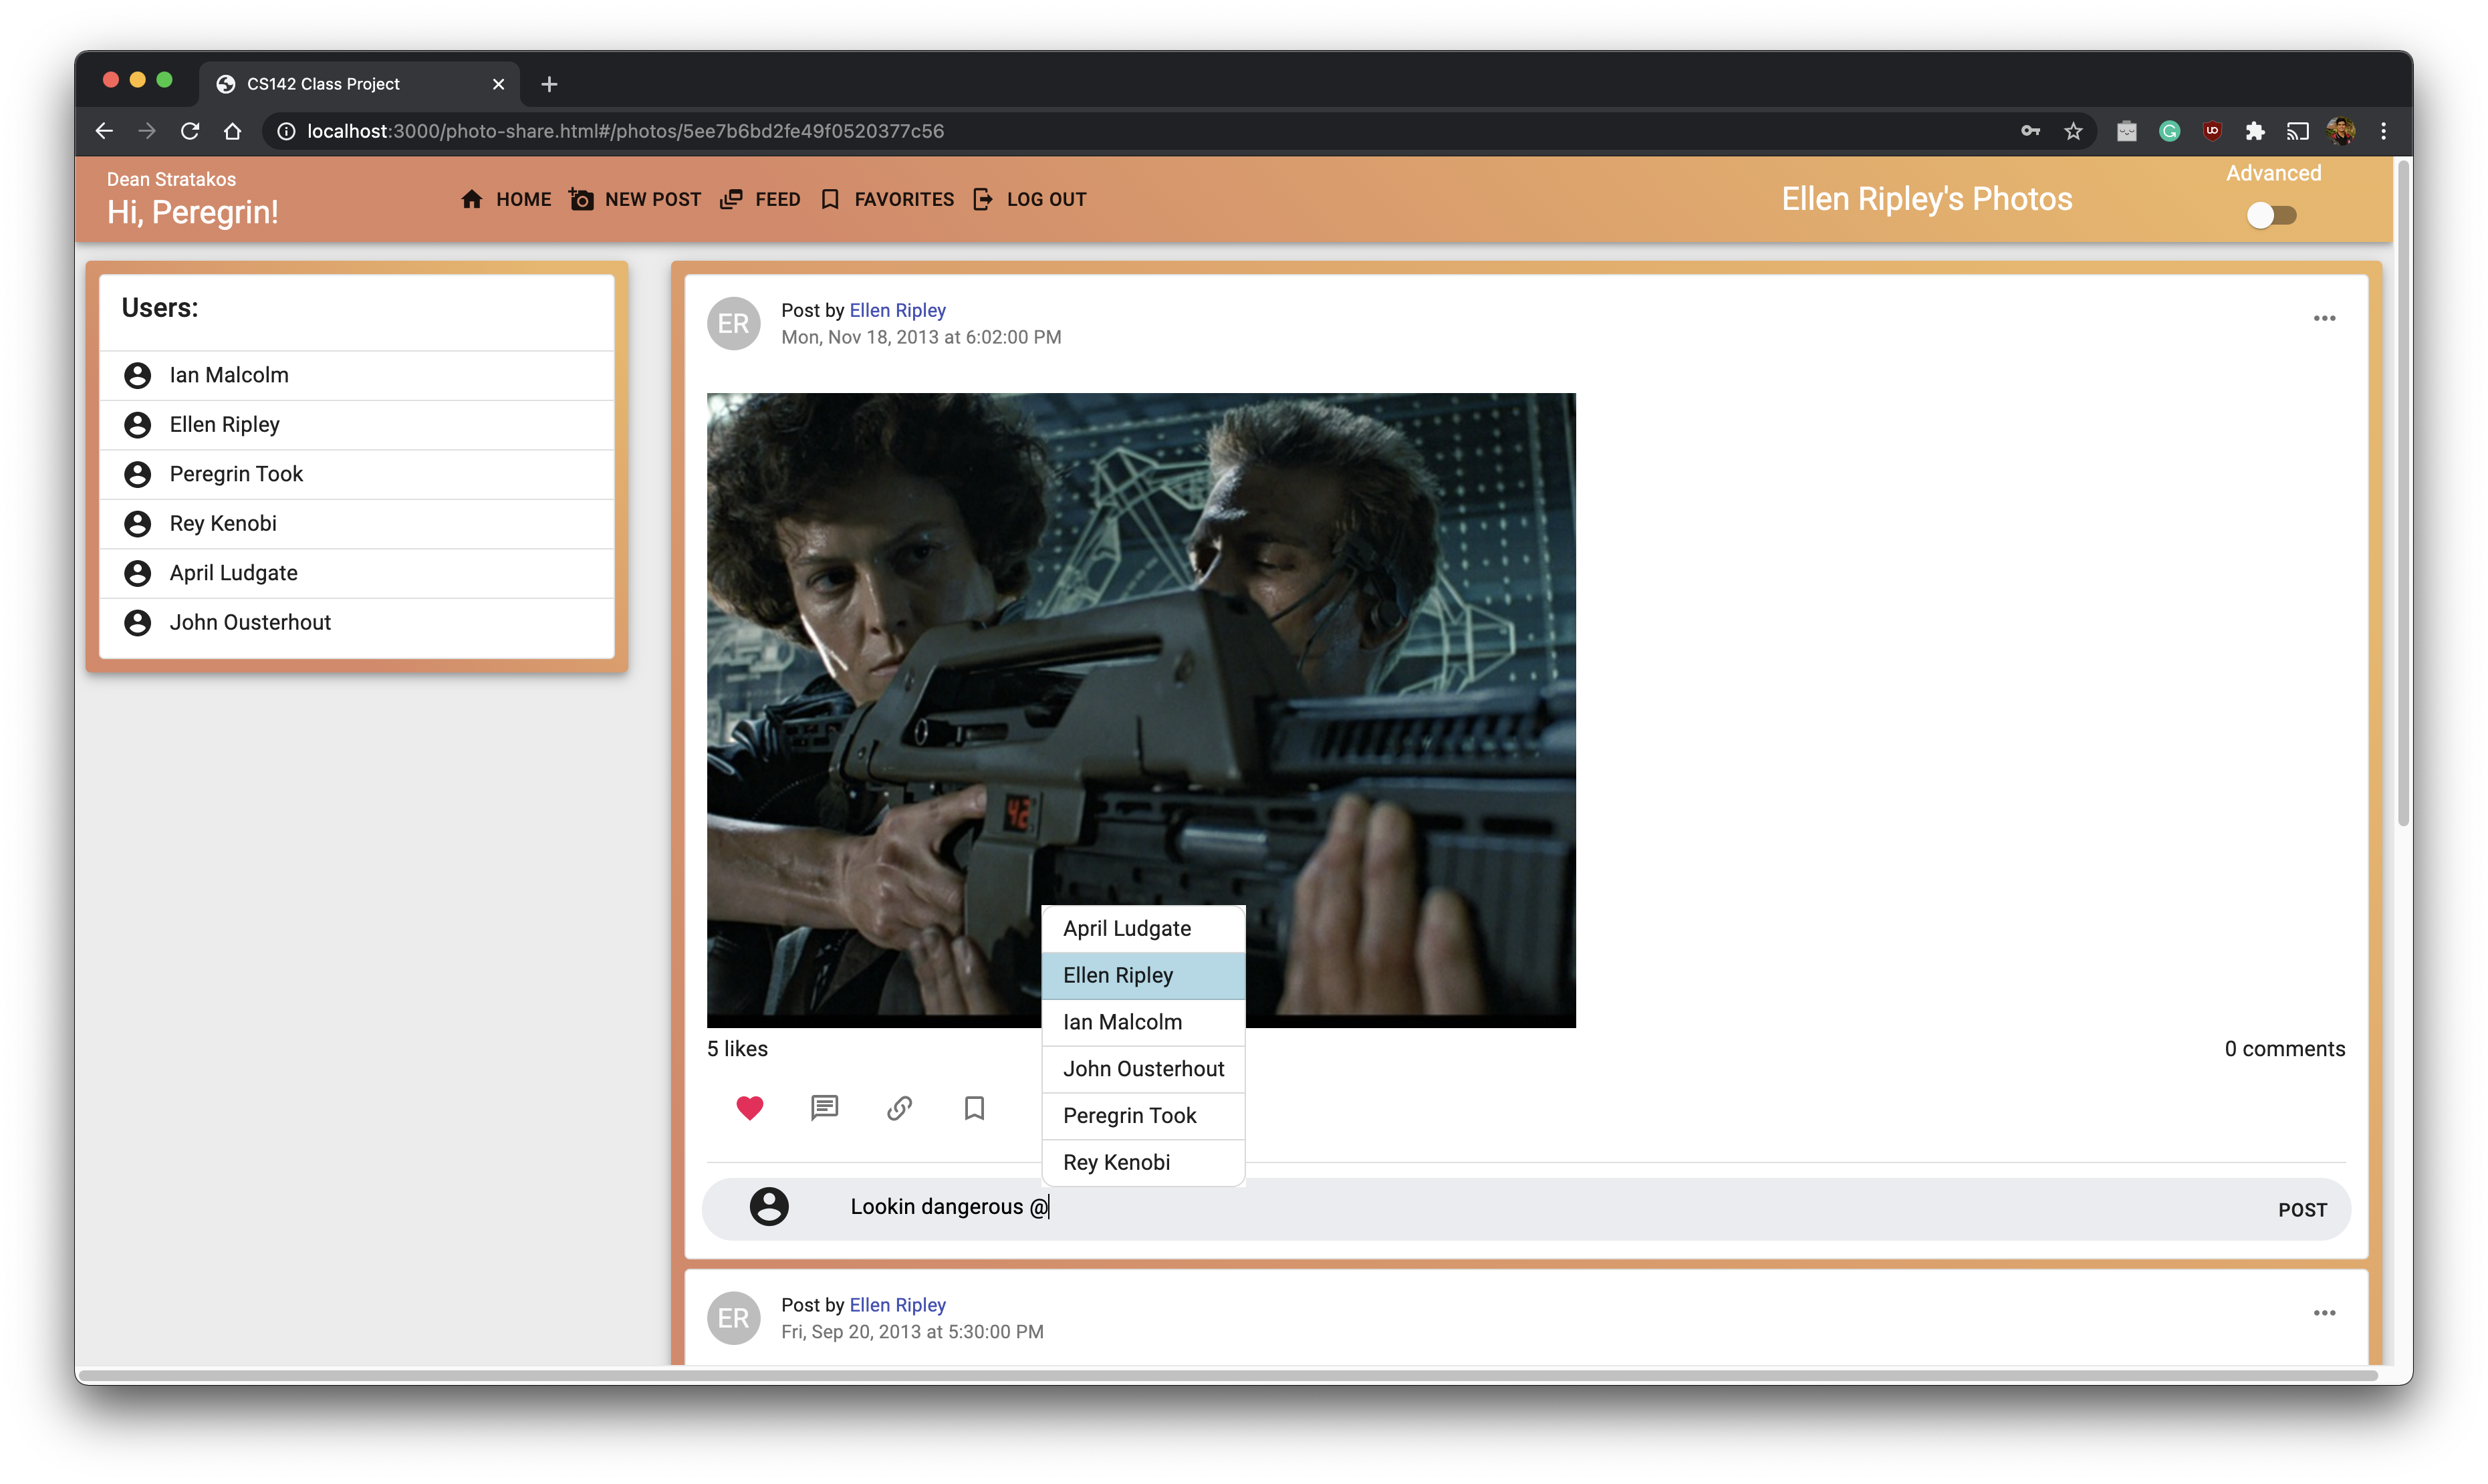 CS142 Class Project
localhost:3000/photo-share.html#/photos/5ee7b6bd2fe49f0520377c56
Dean Stratakos
Hi, Peregrin!
HOME NEW POST FEED FAVORITES LOG OUT
Ellen Ripley's Photos
Advanced
Users:
Ian Malcolm
Ellen Ripley
Peregrin Took
Rey Kenobi
April Ludgate
John Ousterhout
ER
Post by Ellen Ripley
Mon, Nov 18, 2013 at 6:02:00 PM
42
April Ludgate
Ellen Ripley
Ian Malcolm
John Ousterhout
Peregrin Took
Rey Kenobi
5 likes
0 comments
Lookin dangerous @
POST
ER
Post by Ellen Ripley
Fri, Sep 20, 2013 at 5:30:00 PM